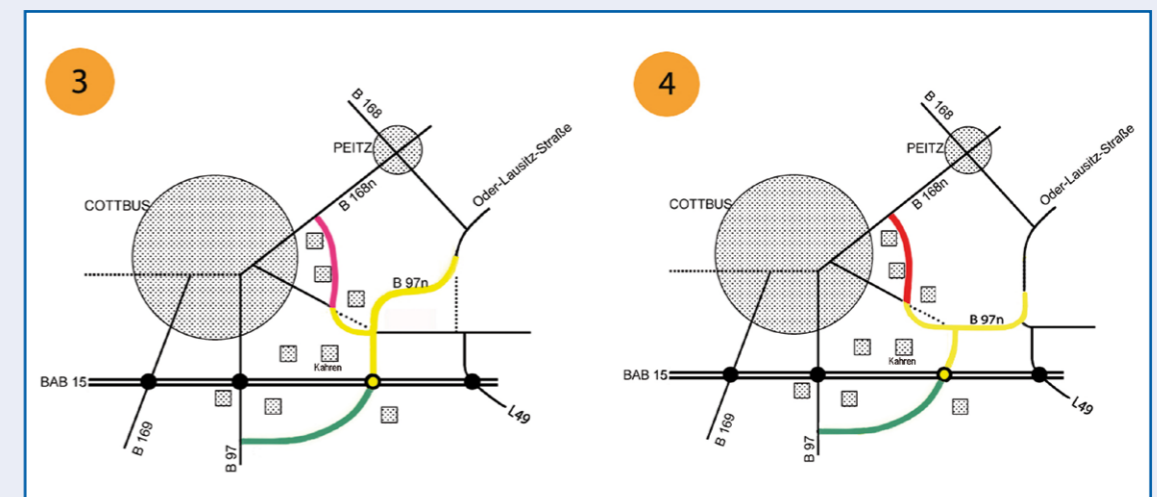 3
B 168
PEITZ
Oder-Lausitz-Straße
B 168n
COTTBUS
B 97n
Kahren
BAB 15
L49
B 169
B 97
4
B 168
PEITZ
Oder-Lausitz-Straße
B 168n
COTTBUS
B 97n
Kahren
BAB 15
L49
B 169
B 97